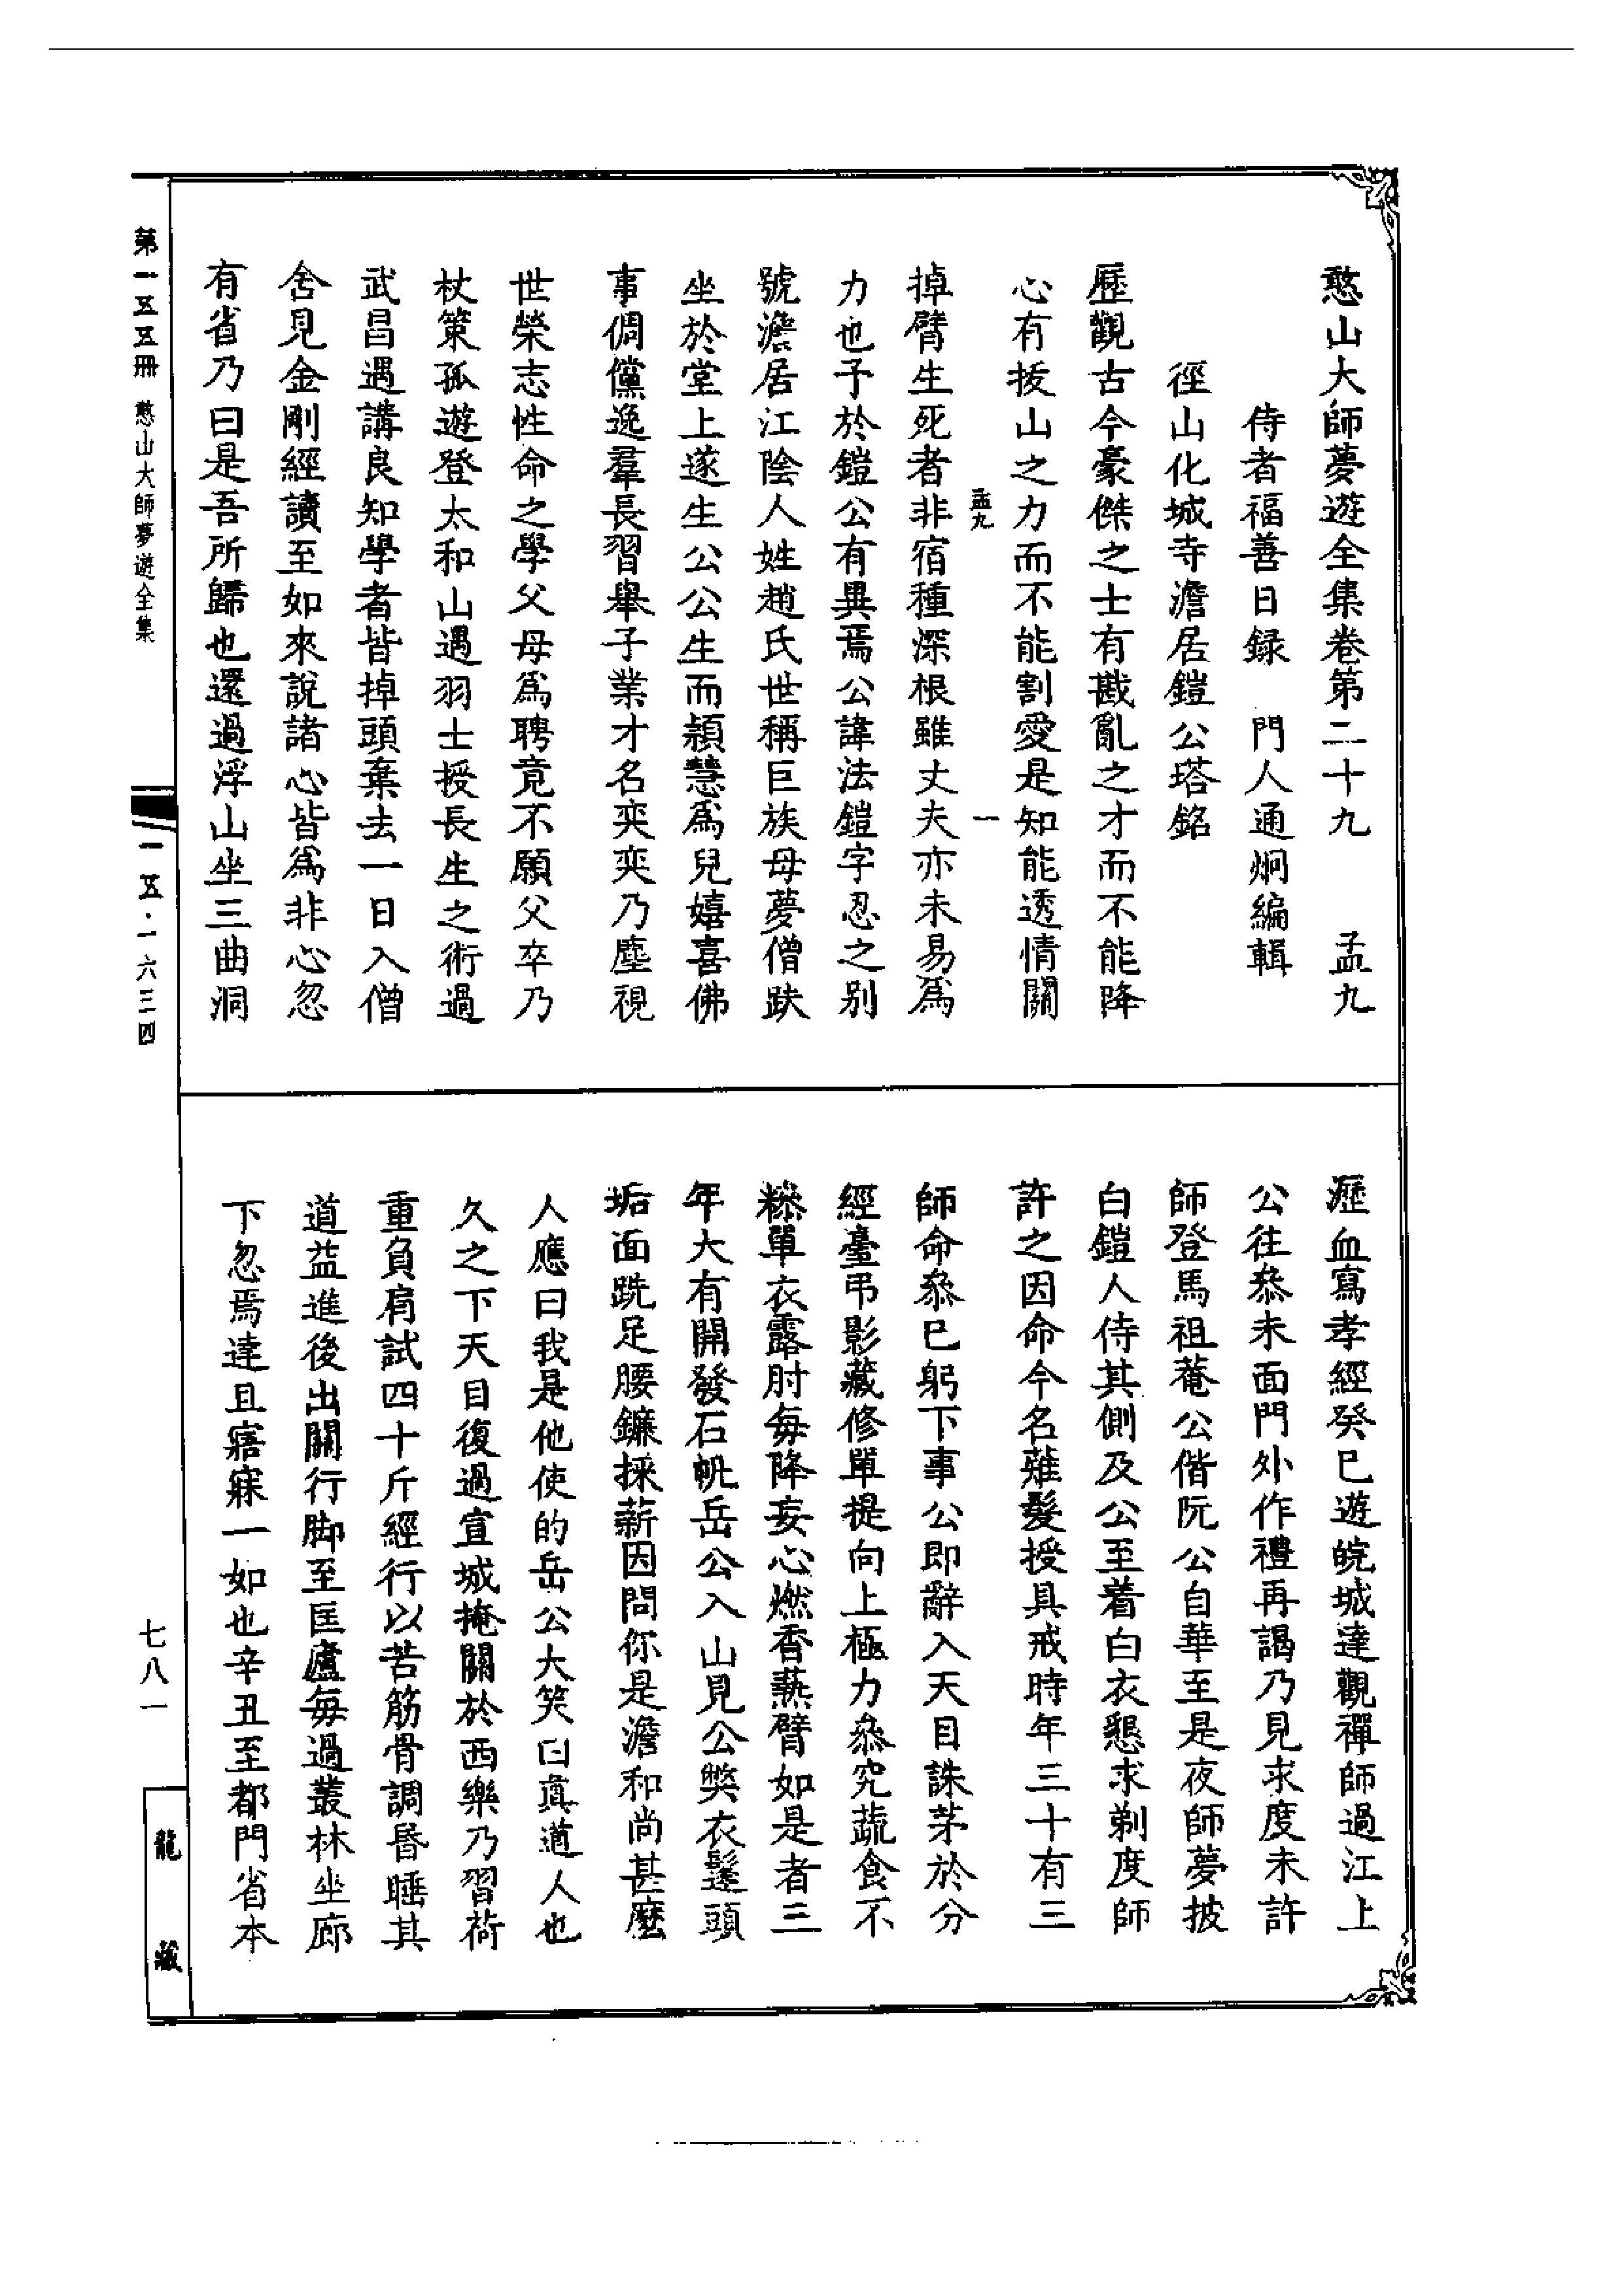 憨山大師夢遊全集卷第二十九　孟九
侍者福善日錄　門人通炯編輯
徑山化城寺澹居鎧公塔銘
歷觀古今豪傑之士有戡亂之才而不能降
心有拔山之力而不能割愛是知能透情關
孟九　一
掉臂生死者非宿種深根雖丈夫亦未易爲
力也予於鎧公有異焉公諱法鎧字忍之别
號澹居江陰人姓趙氏世稱巨族母夢僧趺
坐於堂上遂生公公生而頴慧爲兒嬉喜佛
事倜儻逸羣長習舉子業才名奕奕乃塵視
世榮志性命之學父母爲聘竟不願父卒乃
杖策孤遊登太和山遇羽士授長生之術過
武昌遇講良知學者皆掉頭棄去一日入僧
舍見金剛經讀至如來說諸心皆爲非心忽
有省乃曰是吾所歸也還過浮山坐三曲洞
瀝血寫孝經癸巳遊皖城達觀禪師過江上
公往叅未面門外作禮再謁乃見求度未許
師登馬祖菴公偕阮公自華至是夜師夢披
白鎧人侍其側及公至着白衣懇求剃度師
許之因命今名薙髮授具戒時年三十有三
師命叅已躬下事公即辭入天目誅茅於分
經臺弔影藏修單提向上極力叅究蔬食不
糝單衣露肘每降妄心燃香爇臂如是者三
年大有開發石帆岳公入山見公獘衣髼頭
垢面跣足腰鐮採薪因問你是澹和尚甚麼
人應曰我是他使的岳公大笑曰真道人也
久之下天目復過宣城掩關於西樂乃習荷
重負肩試四十斤經行以苦筋骨調昬睡其
道益進後出關行脚至匡廬每過叢林坐廊
下忽焉達旦寤寐一如也辛丑至都門省本
第一五五冊　憨山大師夢遊全集
一五·一六三四
七八一
龍藏